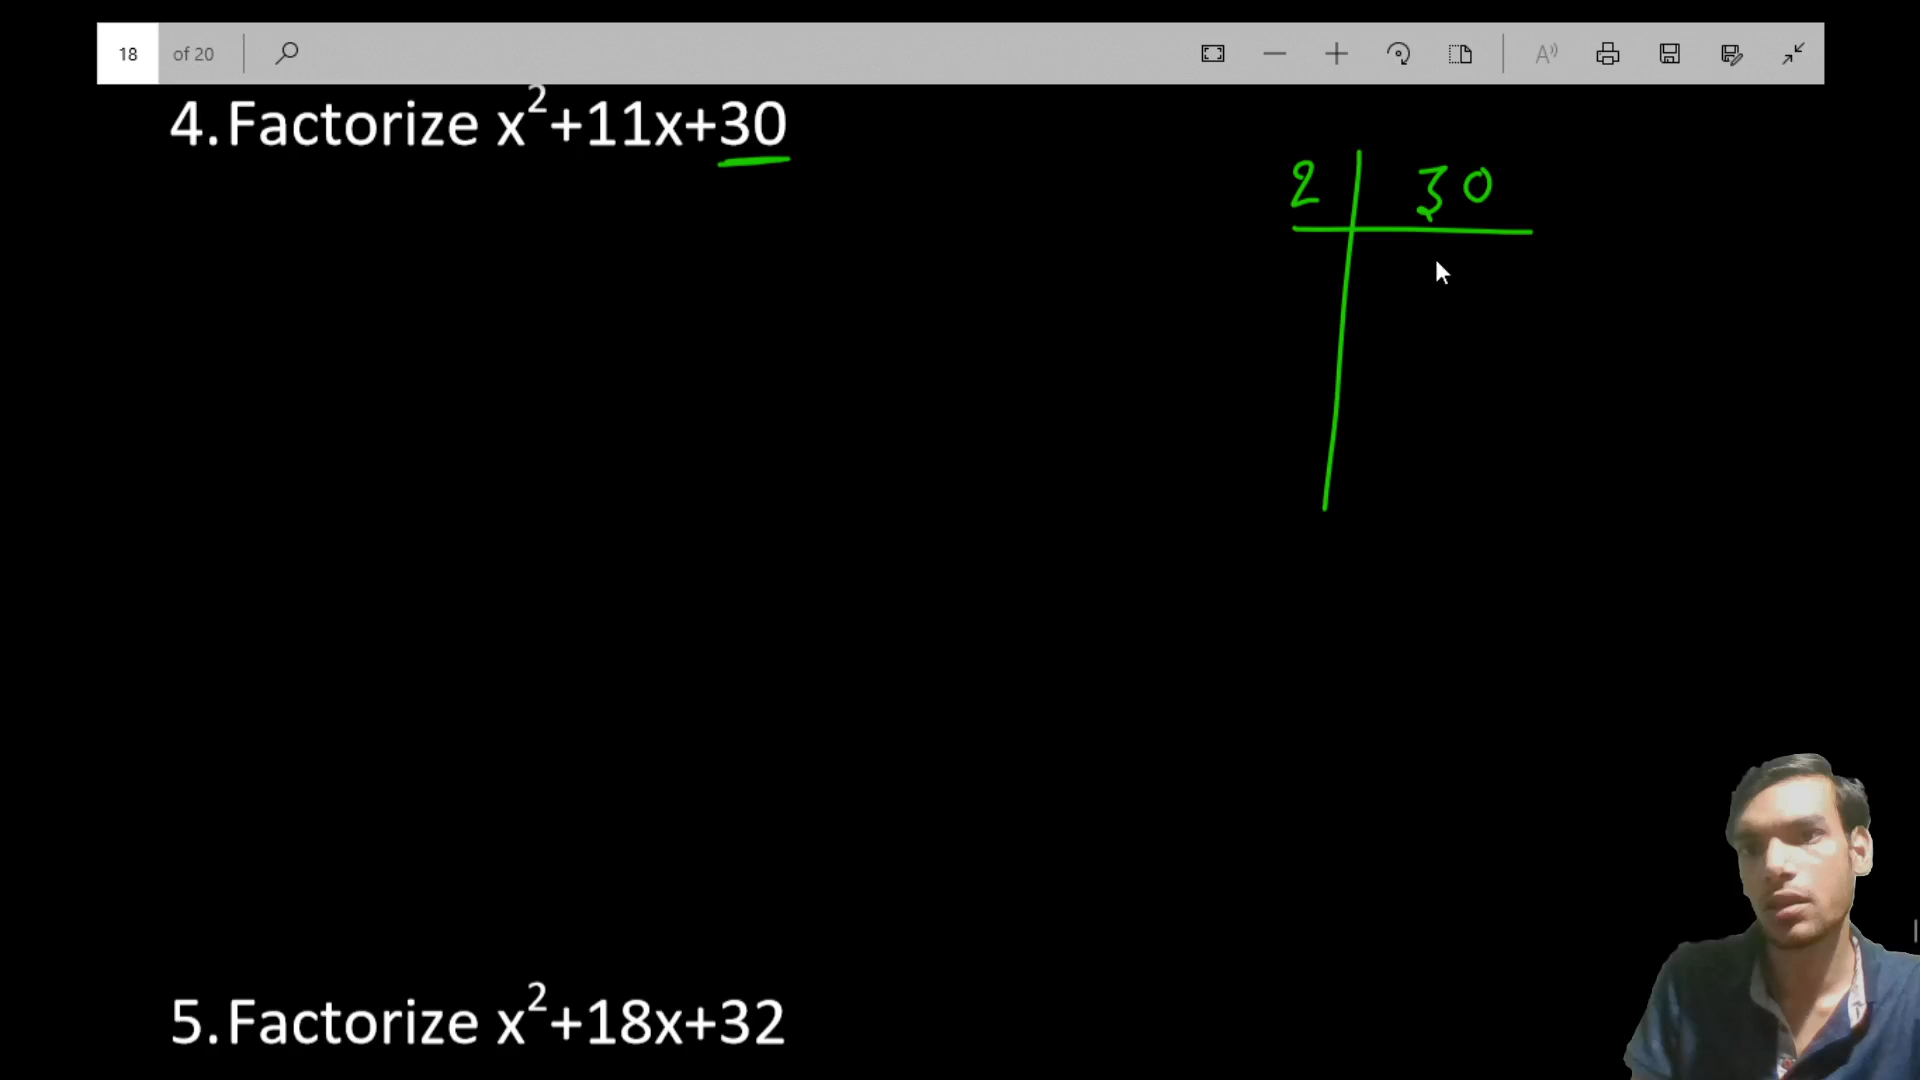 18 of 20
4. Factorize x²+11x+30
2 | 30
5. Factorize x²+18x+32